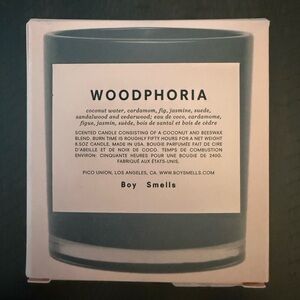 WOODPHORIA
coconut water, cardamom, fig, jasmine, suede,
sandalwood and cedarwood; eau de coco, cardamome,
figue, jasmin, suède, bois de santal et bois de cèdre
SCENTED CANDLE CONSISTING OF A COCONUT AND BEESWAX
BLEND. BURN TIME IS ROUGHLY FIFTY HOURS FOR A NET WEIGHT
8.5OZ CANDLE. MADE IN USA. BOUGIE PARFUMÉE FAIT DE CIRE
D'ABEILLE ET DE NOIX DE COCO. TEMPS DE COMBUSTION
ENVIRON: CINQUANTE HEURES POUR UNE BOUGIE DE 240G.
FABRIQUÉ AUX ÉTATS-UNIS.
PICO UNION, LOS ANGELES, CA. WWW.BOYSMELLS.COM
Boy Smells